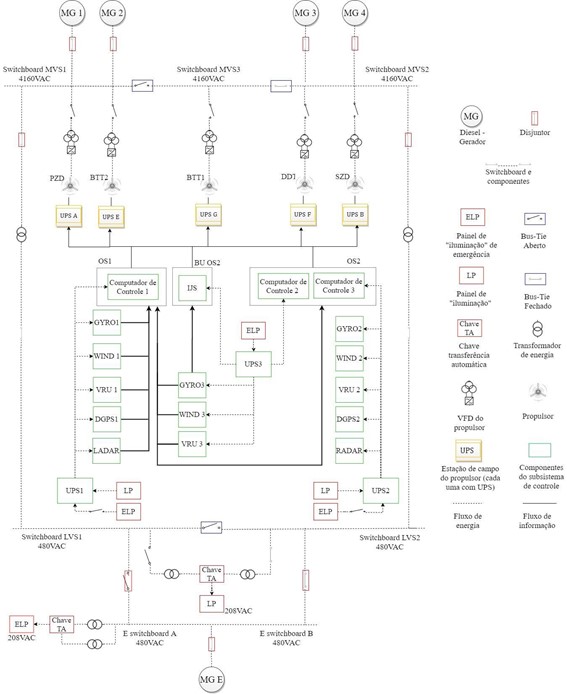 MG 1
MG 2
MG 3
MG 4
Switchboard MVS1
4160VAC
Switchboard MVS3
4160VAC
Switchboard MVS2
4160VAC
PZD
BTT2
BTT1
DDT
SZD
UPS A
UPS E
UPS G
UPS F
UPS B
OS1
BU OS2
OS2
Computador de
Controle 1
IJS
Computador de
Controle 2
Computador de
Controle 3
GYRO1
WIND 1
VRU 1
DGPS1
LADAR
ELP
UPS3
GYRO3
WIND 3
VRU 3
GYRO2
WIND 2
VRU 2
DGPS2
RADAR
UPS1
LP
ELP
LP
ELP
UPS2
Switchboard LVS1
480VAC
Switchboard LVS2
480VAC
Chave
TA
LP
208VAC
ELP
208VAC
Chave
TA
E switchboard A
480VAC
E switchboard B
480VAC
MG E
MG
Diesel -
Gerador
Disjuntor
Switchboard e
componentes
ELP
Painel de
"iluminação" de
emergência
Bus-Tie
Aberto
LP
Painel de
"iluminação"
Bus-Tie
Fechado
Chave
TA
Chave
transferência
automática
Transformador
de energia
VFD do
propulsor
Propulsor
UPS
Estação de campo
do propulsor (cada
uma com UPS)
Componentes
do subsistema
de controle
Fluxo de
energia
Fluxo de
informação